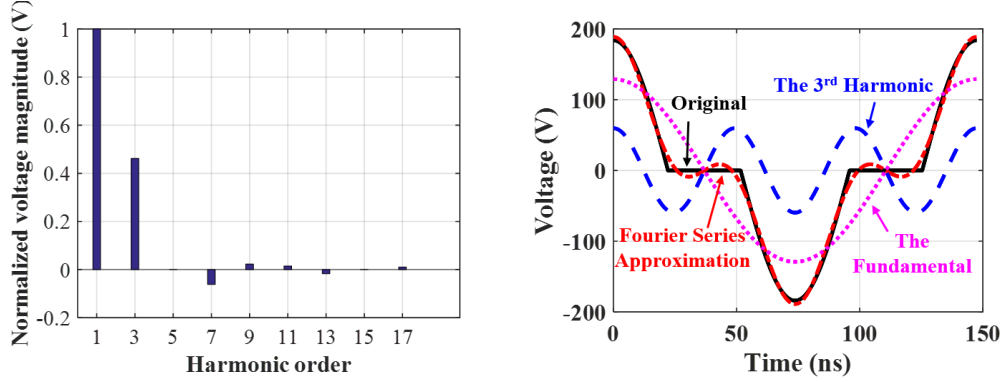 Normalized voltage magnitude (V)
1
0.8
0.6
0.4
0.2
0
-0.2
1 3 5 7 9 11 13 15 17
Harmonic order
Voltage (V)
200
100
0
-100
-200
The 3rd Harmonic
Original
Fourier Series
Approximation
The
Fundamental
0 50 100 150
Time (ns)